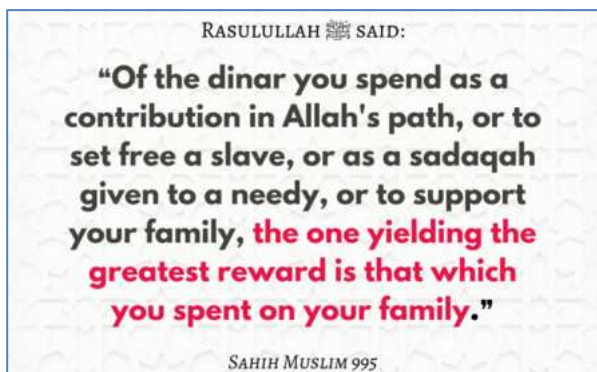 RASULULLAH ﷺ SAID:
“Of the dinar you spend as a
contribution in Allah's path, or to
set free a slave, or as a sadaqah
given to a needy, or to support
your family, the one yielding the
greatest reward is that which
you spent on your family.”
SAHIH MUSLIM 995